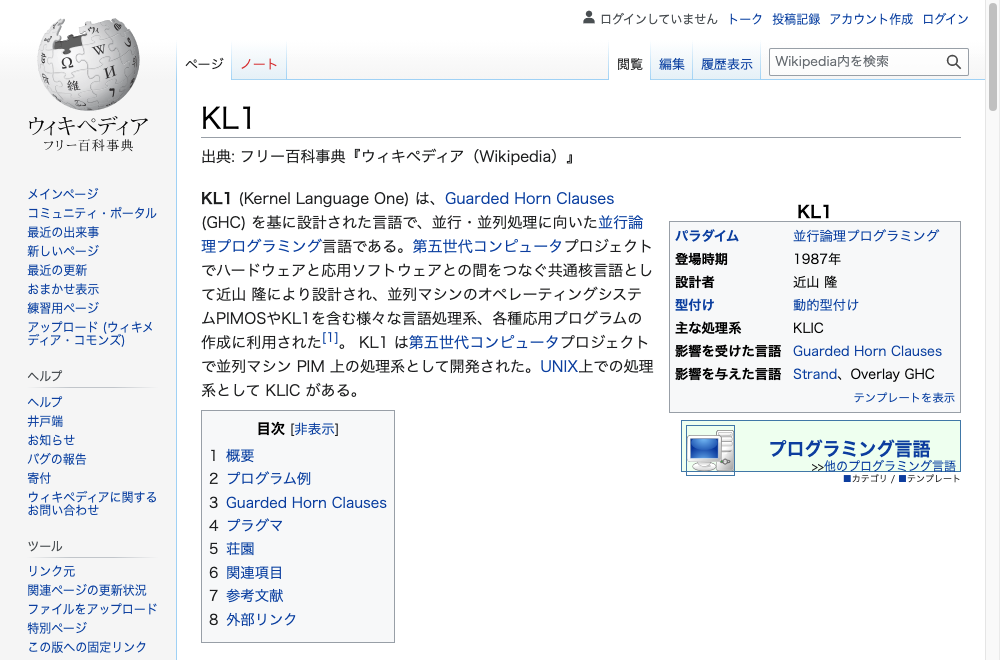 ログインしていません トーク 投稿記録 アカウント作成 ログイン
ページ ノート 閲覧 編集 履歴表示 Wikipedia内を検索
ウィキペディア
フリー百科事典
メインページ
コミュニティ・ポータル
最近の出来事
新しいページ
最近の更新
おまかせ表示
練習用ページ
アップロード (ウィキメ
ディア・コモンズ)
ヘルプ
ヘルプ
井戸端
お知らせ
バグの報告
寄付
ウィキペディアに関する
お問い合わせ
ツール
リンク元
関連ページの更新状況
ファイルをアップロード
特別ページ
この版への固定リンク
KL1
出典: フリー百科事典『ウィキペディア（Wikipedia）』
KL1 (Kernel Language One) は、Guarded Horn Clauses
(GHC) を基に設計された言語で、並行・並列処理に向いた並行論
理プログラミング言語である。第五世代コンピュータプロジェクト
でハードウェアと応用ソフトウェアとの間をつなぐ共通核言語とし
て近山 隆により設計され、並列マシンのオペレーティングシステ
ムPIMOSやKL1を含む様々な言語処理系、各種応用プログラムの
作成に利用された[1]。 KL1 は第五世代コンピュータプロジェクト
で並列マシン PIM 上の処理系として開発された。UNIX上での処理
系として KLIC がある。
KL1
パラダイム 並行論理プログラミング
登場時期 1987年
設計者 近山 隆
型付け 動的型付け
主な処理系 KLIC
影響を受けた言語 Guarded Horn Clauses
影響を与えた言語 Strand、Overlay GHC
テンプレートを表示
プログラミング言語
>>他のプログラミング言語
■カテゴリ / ■テンプレート
目次 [非表示]
1 概要
2 プログラム例
3 Guarded Horn Clauses
4 プラグマ
5 荘園
6 関連項目
7 参考文献
8 外部リンク